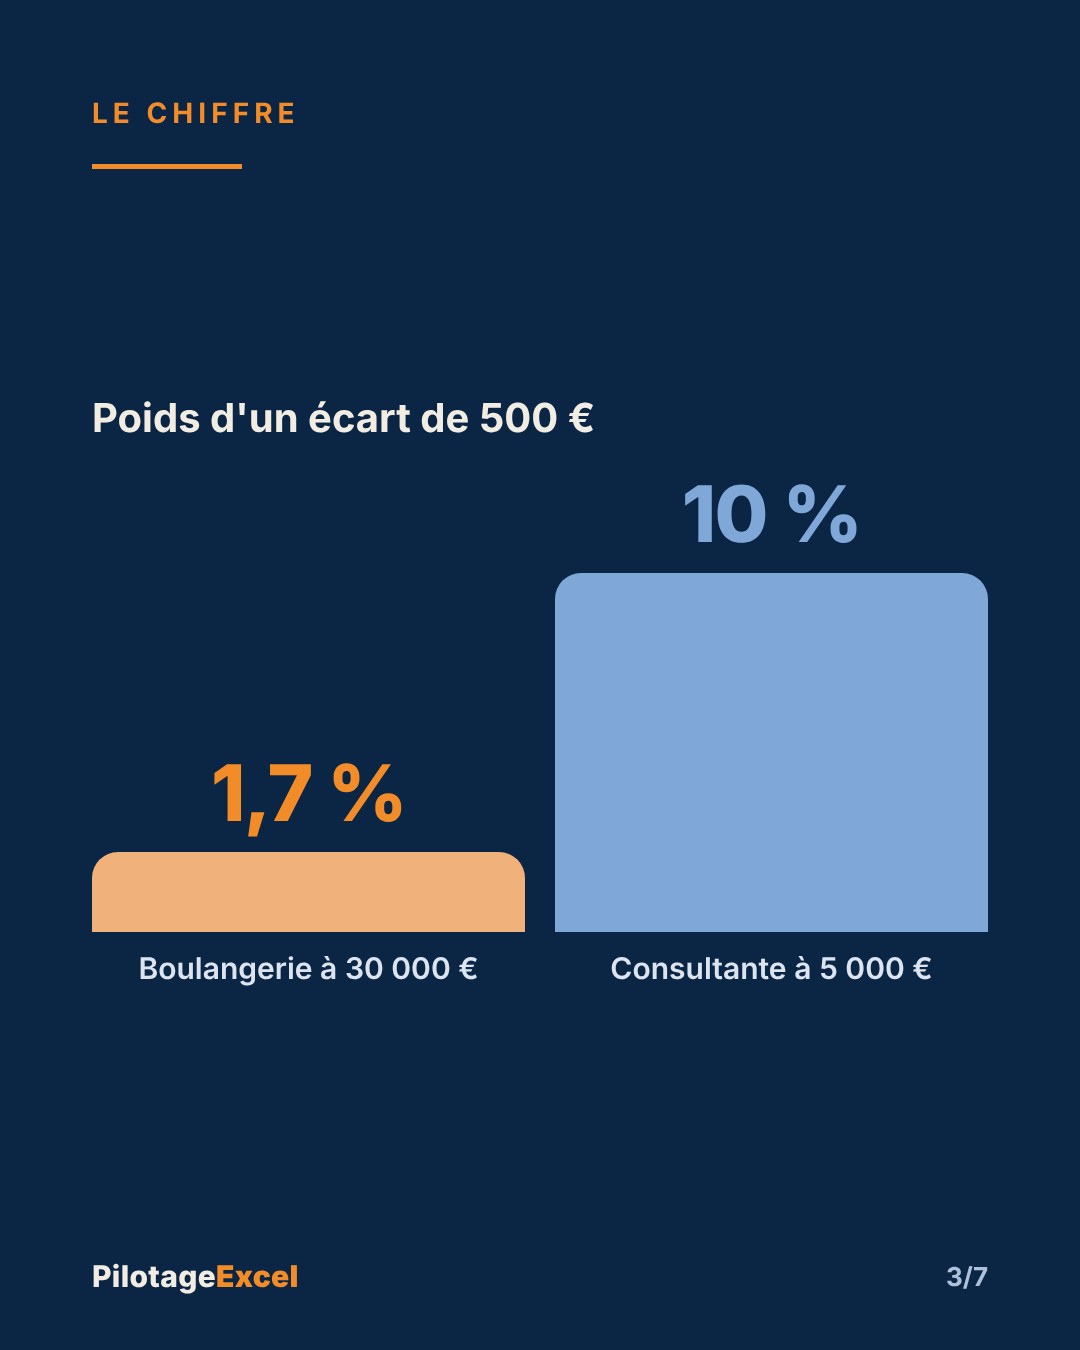 LE CHIFFRE
Poids d'un écart de 500 €
10 %
1,7 %
Boulangerie à 30 000 €
Consultante à 5 000 €
PilotageExcel
3/7